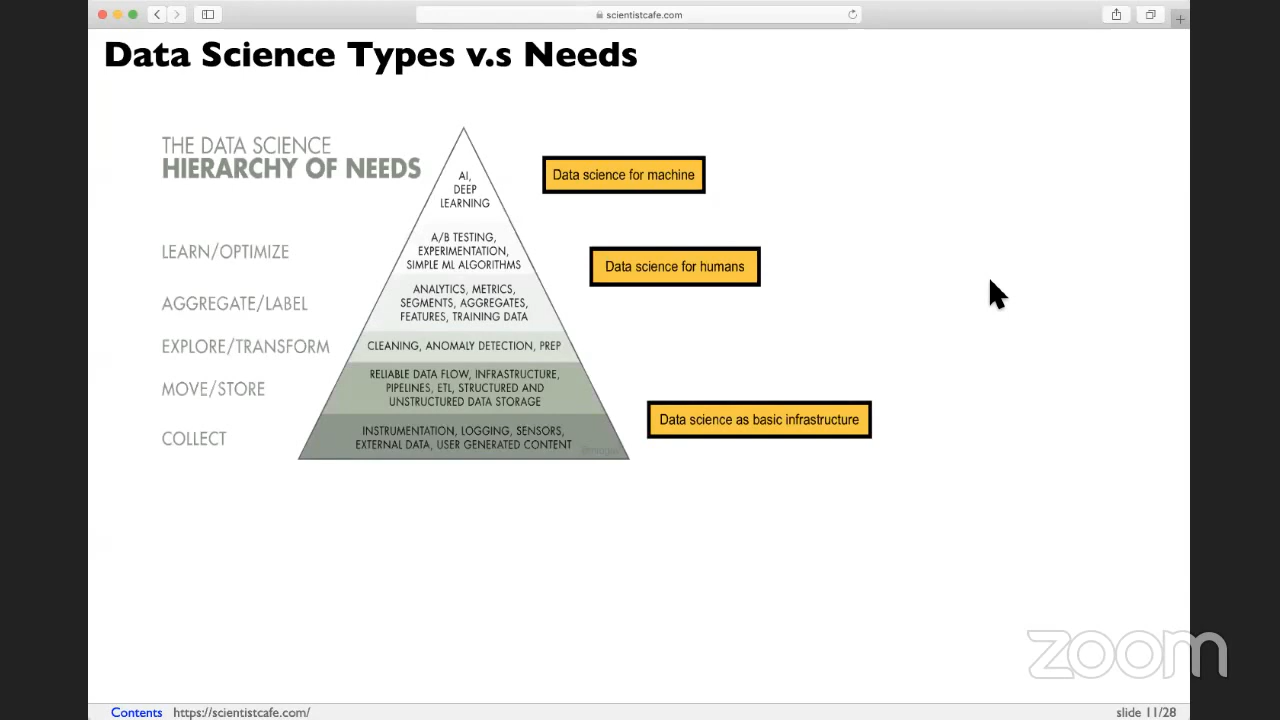 scientistcafe.com
Data Science Types v.s Needs
THE DATA SCIENCE
HIERARCHY OF NEEDS
AI,
DEEP
LEARNING
Data science for machine
LEARN/OPTIMIZE
A/B TESTING,
EXPERIMENTATION,
SIMPLE ML ALGORITHMS
Data science for humans
AGGREGATE/LABEL
ANALYTICS, METRICS,
SEGMENTS, AGGREGATES,
FEATURES, TRAINING DATA
EXPLORE/TRANSFORM
CLEANING, ANOMALY DETECTION, PREP
MOVE/STORE
RELIABLE DATA FLOW, INFRASTRUCTURE,
PIPELINES, ETL, STRUCTURED AND
UNSTRUCTURED DATA STORAGE
COLLECT
INSTRUMENTATION, LOGGING, SENSORS,
EXTERNAL DATA, USER GENERATED CONTENT
Data science as basic infrastructure
zoom
Contents https://scientistcafe.com/
slide 11/28